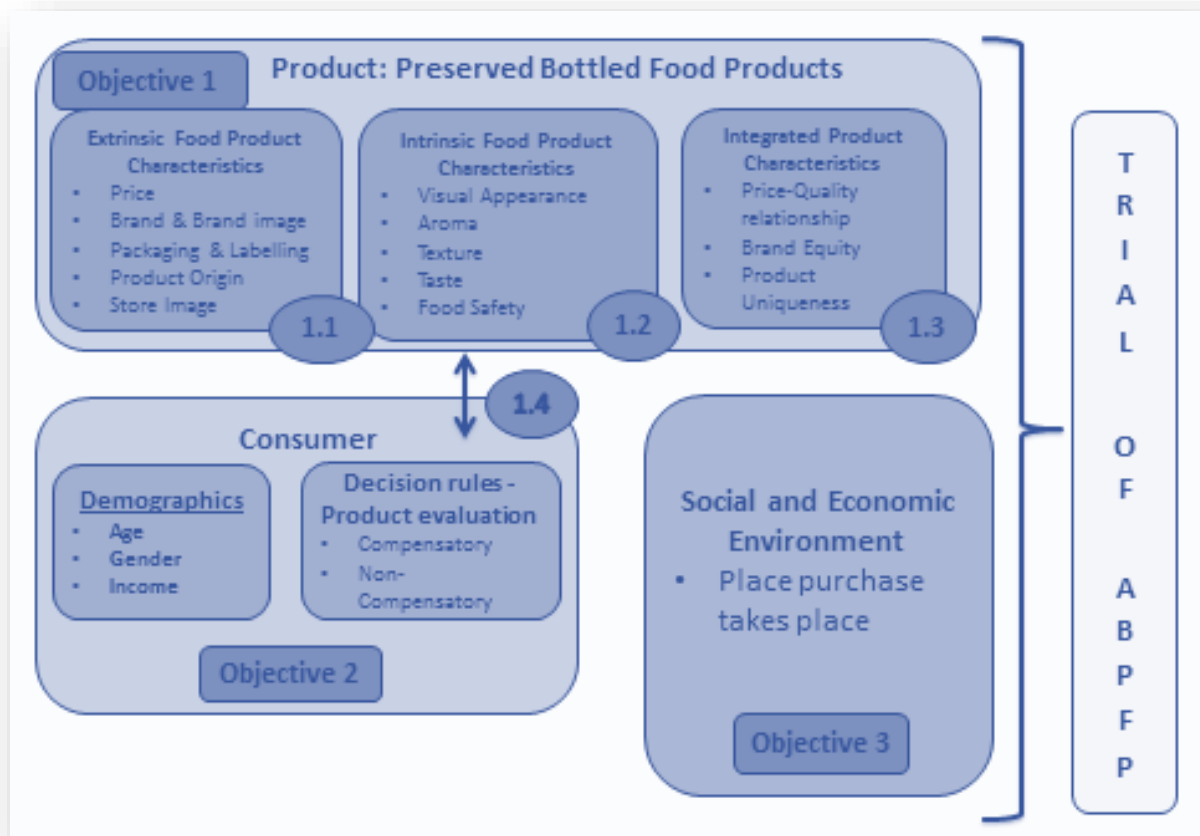 Objective 1
Product: Preserved Bottled Food Products
Extrinsic Food Product
Characteristics
• Price
• Brand & Brand image
• Packaging & Labelling
• Product Origin
• Store Image
1.1
Intrinsic Food Product
Characteristics
• Visual Appearance
• Aroma
• Texture
• Taste
• Food Safety
1.2
Integrated Product
Characteristics
• Price-Quality
relationship
• Brand Equity
• Product
Uniqueness
1.3
1.4
Consumer
Demographics
• Age
• Gender
• Income
Decision rules -
Product evaluation
• Compensatory
• Non-
Compensatory
Objective 2
Social and Economic
Environment
• Place purchase
takes place
Objective 3
T
R
I
A
L
O
F
A
B
P
F
P